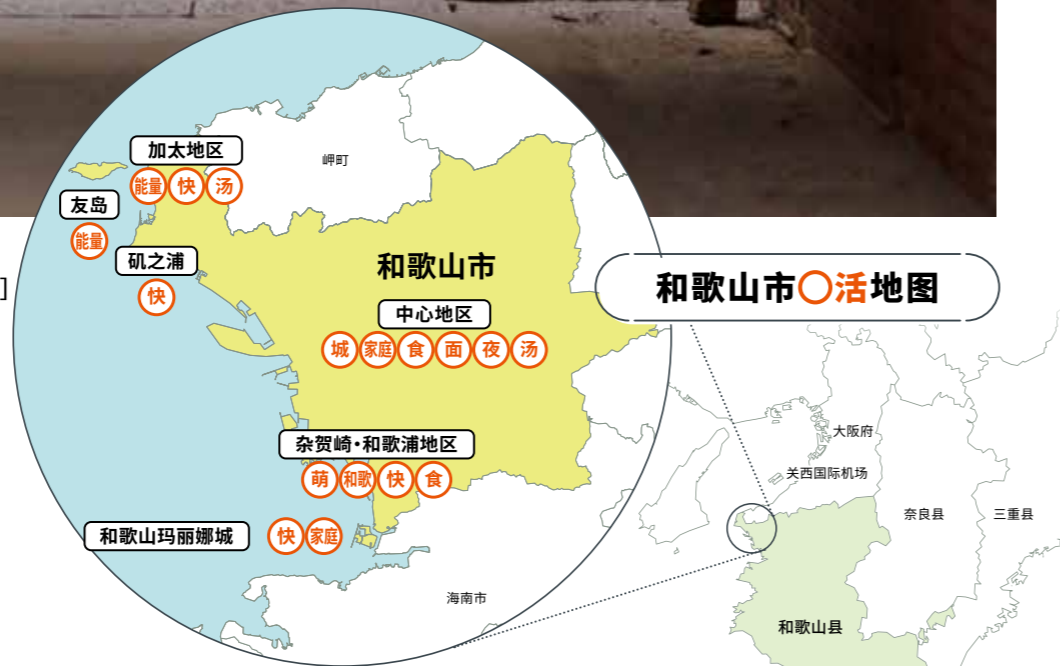 加太地区
能量 快 汤
岬町
友岛
能量
矶之浦
快
]
和歌山市
中心地区
城 家庭 食 面 夜 汤
和歌山市〇活地图
杂贺崎・和歌浦地区
萌 和歌 快 食
和歌山玛丽娜城
快 家庭
海南市
大阪府
关西国际机场
奈良县
三重县
和歌山县